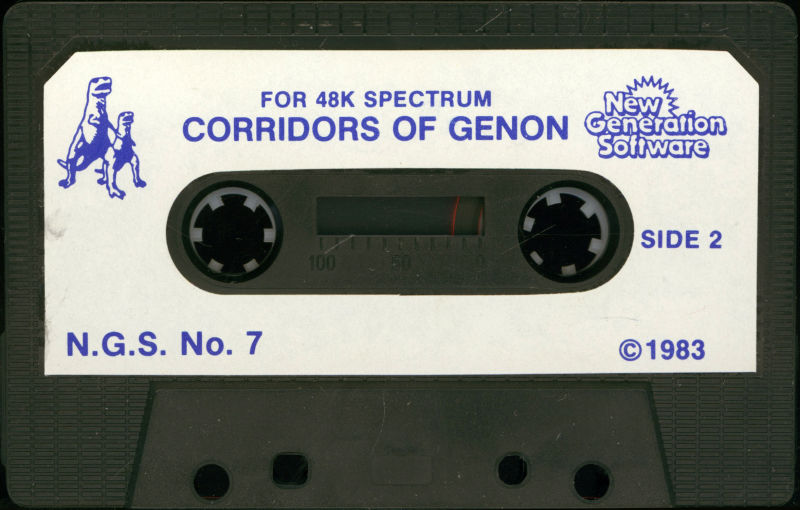 FOR 48K SPECTRUM
CORRIDORS OF GENON
New
Generation
Software
SIDE 2
100 50 0
N.G.S. No. 7
©1983